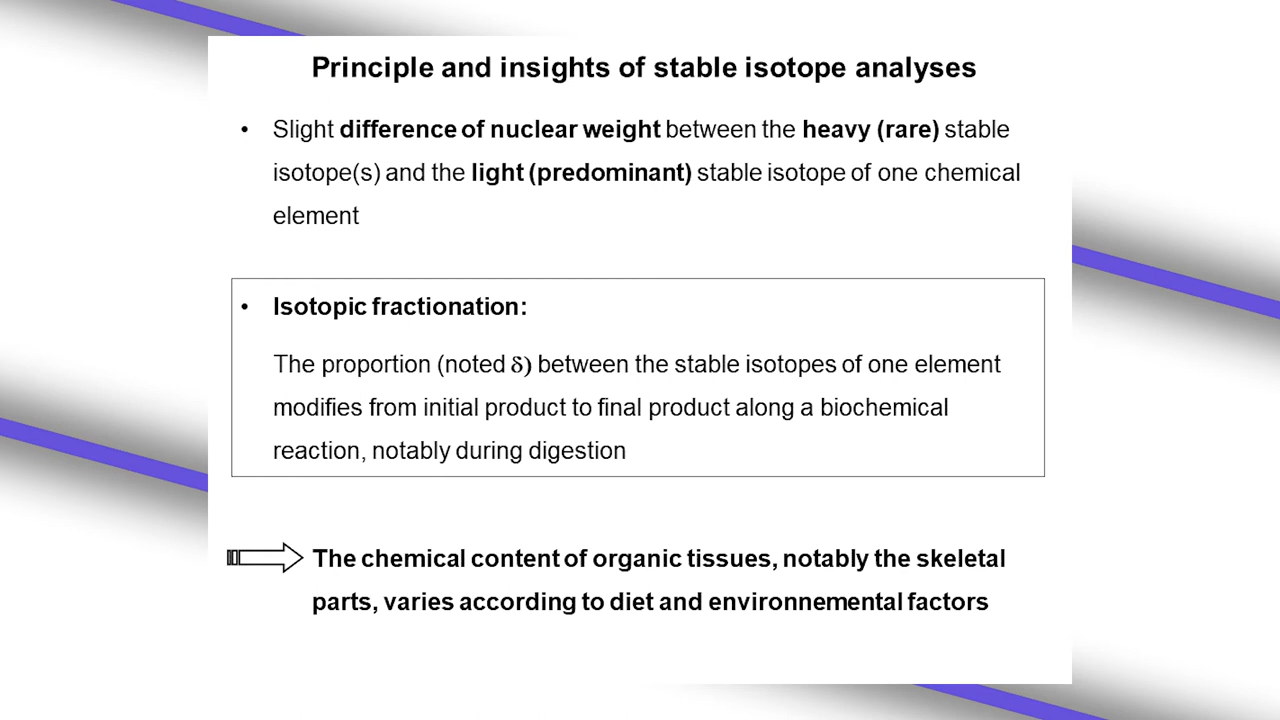 Principle and insights of stable isotope analyses
• Slight difference of nuclear weight between the heavy (rare) stable
isotope(s) and the light (predominant) stable isotope of one chemical
element
• Isotopic fractionation:
The proportion (noted δ) between the stable isotopes of one element
modifies from initial product to final product along a biochemical
reaction, notably during digestion
The chemical content of organic tissues, notably the skeletal
parts, varies according to diet and environnemental factors